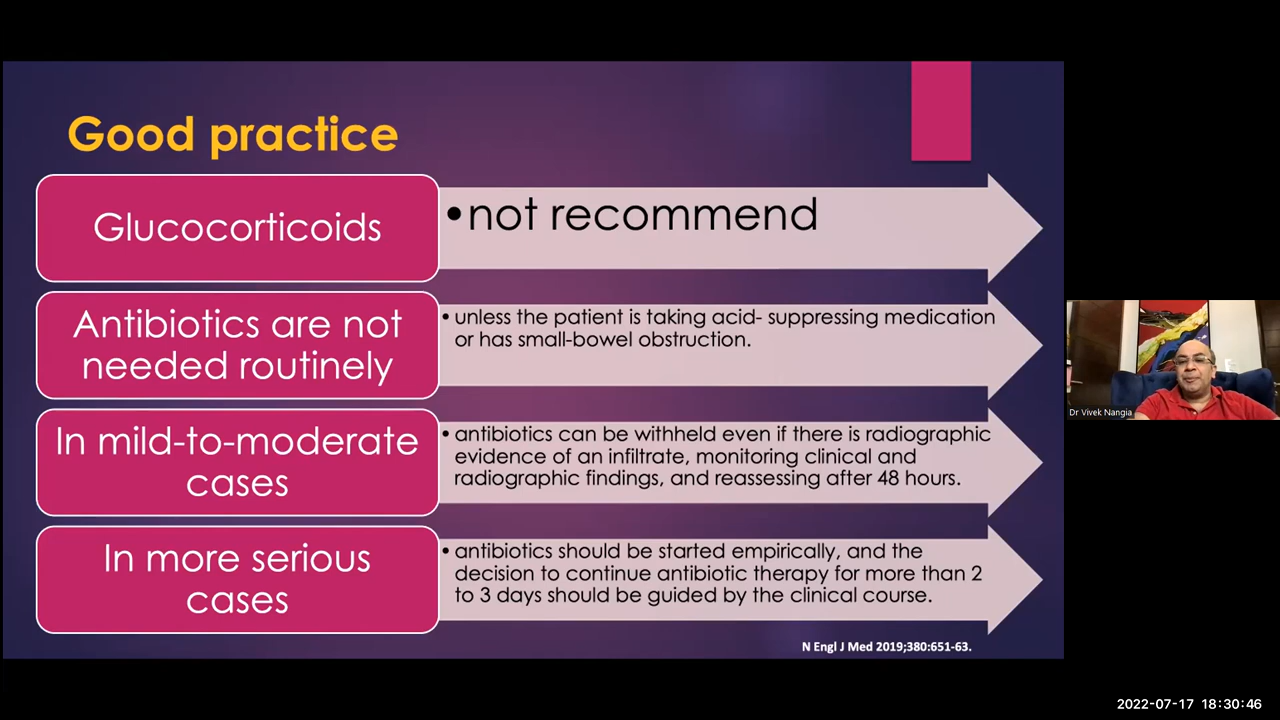 Good practice
Glucocorticoids
•not recommend
Antibiotics are not
needed routinely
• unless the patient is taking acid- suppressing medication
or has small-bowel obstruction.
In mild-to-moderate
cases
• antibiotics can be withheld even if there is radiographic
evidence of an infiltrate, monitoring clinical and
radiographic findings, and reassessing after 48 hours.
In more serious
cases
• antibiotics should be started empirically, and the
decision to continue antibiotic therapy for more than 2
to 3 days should be guided by the clinical course.
N Engl J Med 2019;380:651-63.
Dr Vivek Nangia
2022-07-17 18:30:46